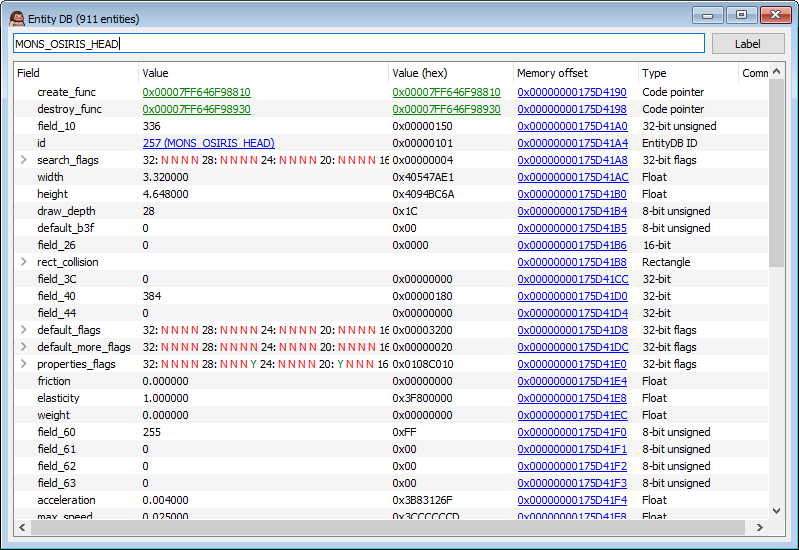 Entity DB (911 entities)
MONS_OSIRIS_HEAD Label
Field Value Value (hex) Memory offset Type Comm
create_func 0x00007FF646F98810 0x00007FF646F98810 0x00000000175D4190 Code pointer
destroy_func 0x00007FF646F98930 0x00007FF646F98930 0x00000000175D4198 Code pointer
field_10 336 0x00000150 0x00000000175D41A0 32-bit unsigned
id 257 (MONS_OSIRIS_HEAD) 0x00000101 0x00000000175D41A4 EntityDB ID
search_flags 32: N N N N 28: N N N N 24: N N N N 20: N N N N 16 0x00000004 0x00000000175D41A8 32-bit flags
width 3.320000 0x40547AE1 0x00000000175D41AC Float
height 4.648000 0x4094BC6A 0x00000000175D41B0 Float
draw_depth 28 0x1C 0x00000000175D41B4 8-bit unsigned
default_b3f 0 0x00 0x00000000175D41B5 8-bit unsigned
field_26 0 0x0000 0x00000000175D41B6 16-bit
rect_collision 0x00000000175D41B8 Rectangle
field_3C 0 0x00000000 0x00000000175D41CC 32-bit
field_40 384 0x00000180 0x00000000175D41D0 32-bit
field_44 0 0x00000000 0x00000000175D41D4 32-bit
default_flags 32: N N N N 28: N N N N 24: N N N N 20: N N N N 16 0x00003200 0x00000000175D41D8 32-bit flags
default_more_flags 32: N N N N 28: N N N N 24: N N N N 20: N N N N 16 0x00000020 0x00000000175D41DC 32-bit flags
properties_flags 32: N N N N 28: N N N Y 24: N N N N 20: Y N N N 16 0x0108C010 0x00000000175D41E0 32-bit flags
friction 0.000000 0x00000000 0x00000000175D41E4 Float
elasticity 1.000000 0x3F800000 0x00000000175D41E8 Float
weight 0.000000 0x00000000 0x00000000175D41EC Float
field_60 255 0xFF 0x00000000175D41F0 8-bit unsigned
field_61 0 0x00 0x00000000175D41F1 8-bit unsigned
field_62 0 0x00 0x00000000175D41F2 8-bit unsigned
field_63 0 0x00 0x00000000175D41F3 8-bit unsigned
acceleration 0.004000 0x3B83126F 0x00000000175D41F4 Float
max_speed 0.025000 0x3CCCCCCD 0x00000000175D41F8 Float